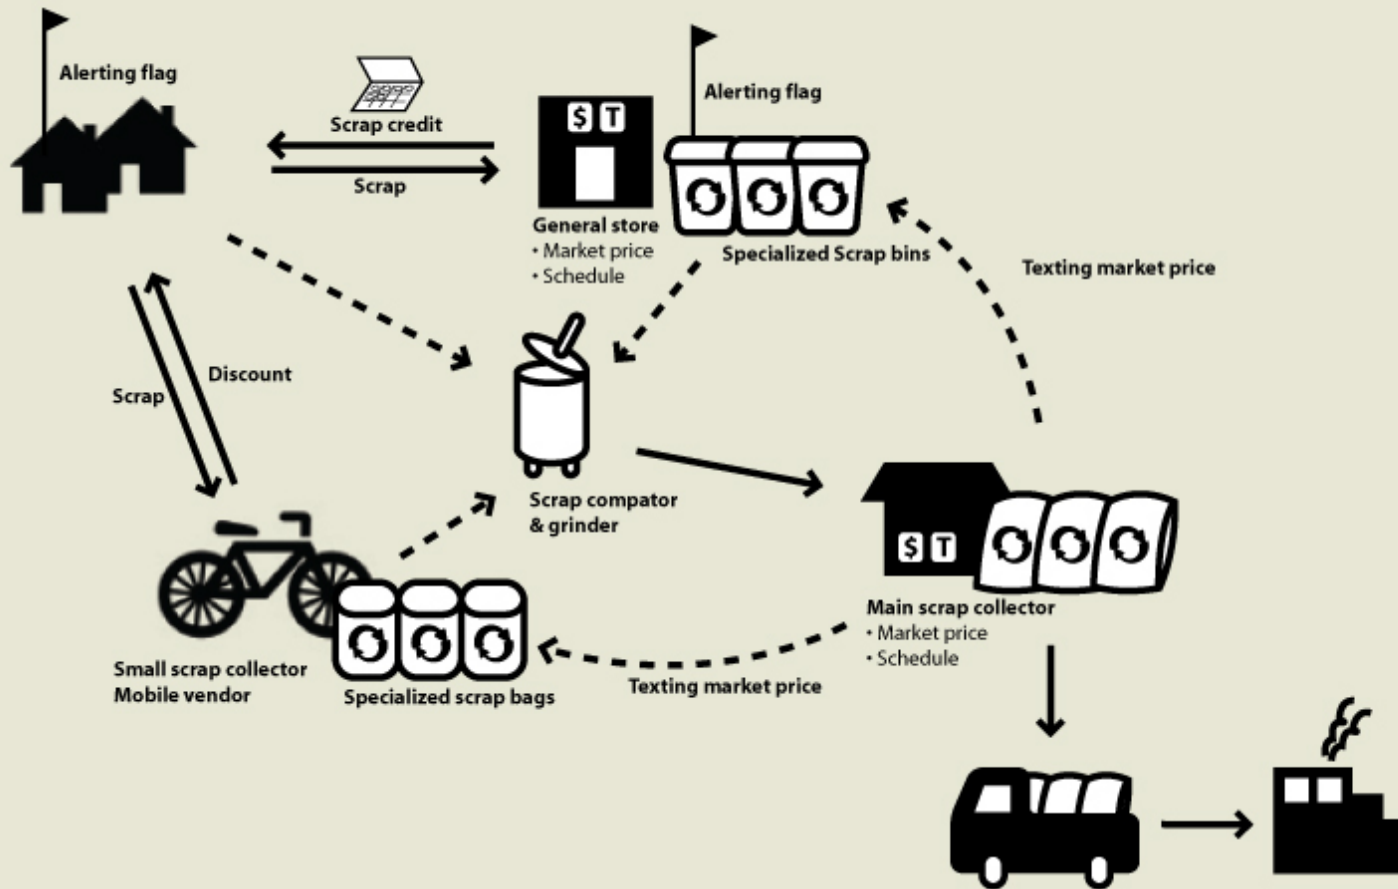 Alerting flag
Scrap credit
Scrap
$ T
Alerting flag
General store
• Market price
• Schedule
Specialized Scrap bins
Texting market price
Scrap
Discount
Scrap compator
& grinder
$ T
Main scrap collector
• Market price
• Schedule
Small scrap collector
Mobile vendor
Specialized scrap bags
Texting market price